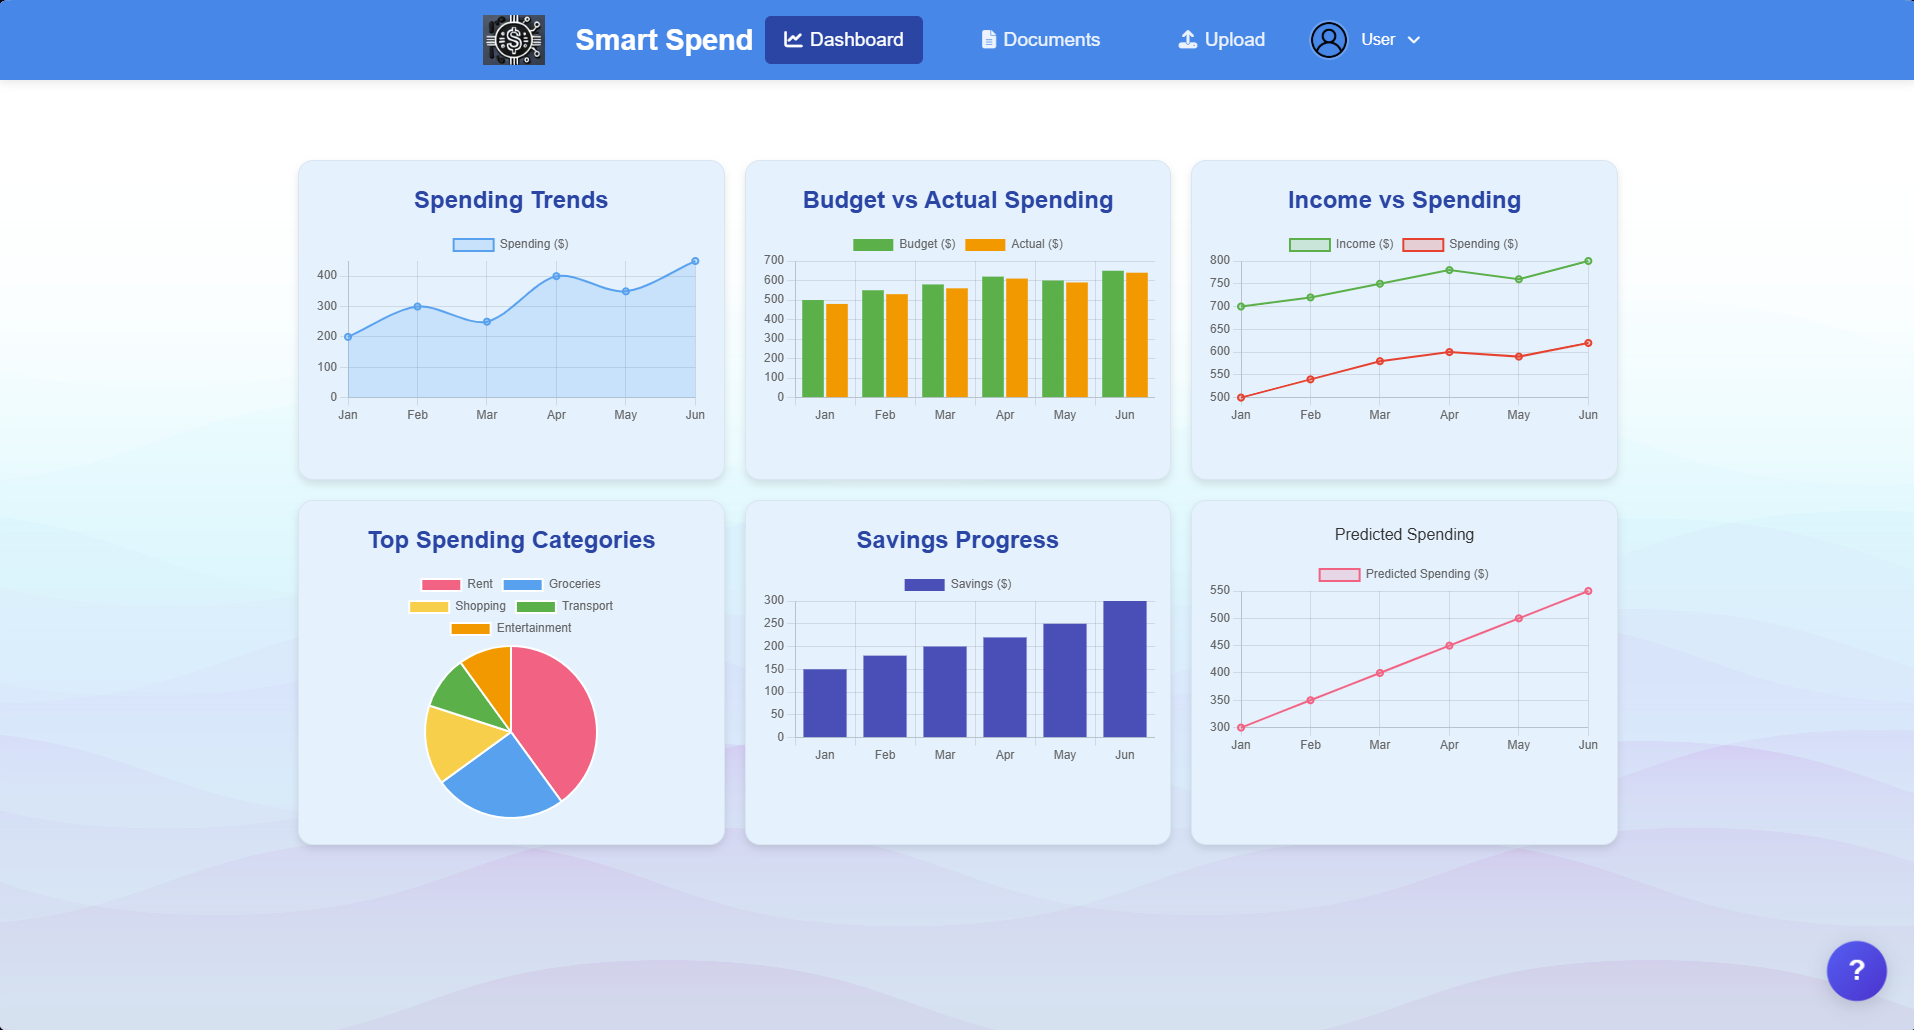 Smart Spend
Dashboard
Documents
Upload
User
Spending Trends
Spending ($)
400
300
200
100
0
Jan Feb Mar Apr May Jun
Budget vs Actual Spending
Budget ($) Actual ($)
700
600
500
400
300
200
100
0
Jan Feb Mar Apr May Jun
Income vs Spending
Income ($) Spending ($)
800
750
700
650
600
550
500
Jan Feb Mar Apr May Jun
Top Spending Categories
Rent Groceries
Shopping Transport
Entertainment
Savings Progress
Savings ($)
300
250
200
150
100
50
0
Jan Feb Mar Apr May Jun
Predicted Spending
Predicted Spending ($)
550
500
450
400
350
300
Jan Feb Mar Apr May Jun
?